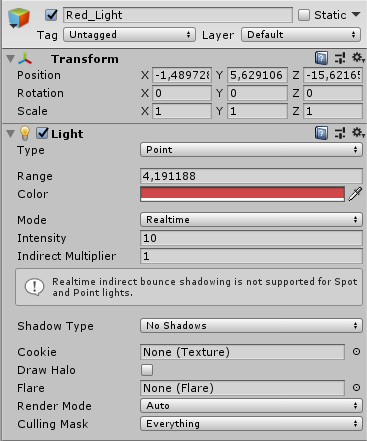 Red_Light Static
Tag Untagged Layer Default
Transform
Position X -1,489728 Y 5,629106 Z -15,62165
Rotation X 0 Y 0 Z 0
Scale X 1 Y 1 Z 1
Light
Type Point
Range 4,191188
Color
Mode Realtime
Intensity 10
Indirect Multiplier 1
Realtime indirect bounce shadowing is not supported for Spot
and Point lights.
Shadow Type No Shadows
Cookie None (Texture)
Draw Halo
Flare None (Flare)
Render Mode Auto
Culling Mask Everything